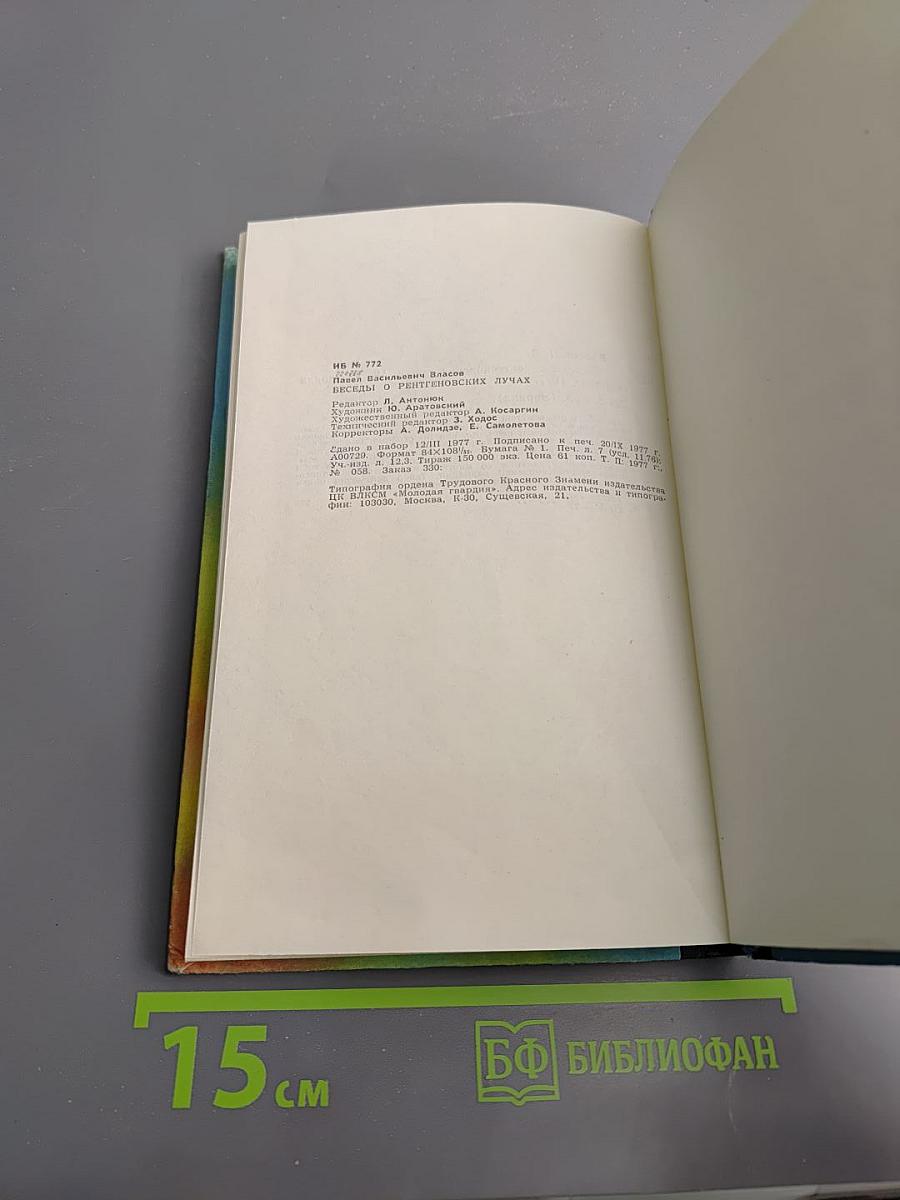 ИБ № 772
Павел Васильевич Власов
БЕСЕДЫ О РЕНТГЕНОВСКИХ ЛУЧАХ
Редактор Л. Антонюк
Художник Ю. Аратовский
Художественный редактор А. Косаргин
Технический редактор З. Ходос
Корректоры А. Долидзе, Е. Самолетова
Сдано в набор 12/III 1977 г. Подписано к печ. 20/IX 1977 г.
А00729. Формат 84×108¹/₃₂. Бумага № 1. Печ. л. 7 (усл. 11,76).
Уч.-изд. л. 12,3. Тираж 150 000 экз. Цена 61 коп. Т. П. 1977 г.,
№ 058. Заказ 330.
Типография ордена Трудового Красного Знамени издательства
ЦК ВЛКСМ «Молодая гвардия». Адрес издательства и типогра-
фии: 103030, Москва, К-30, Сущевская, 21.
15 см
БФ БИБЛИОФАН